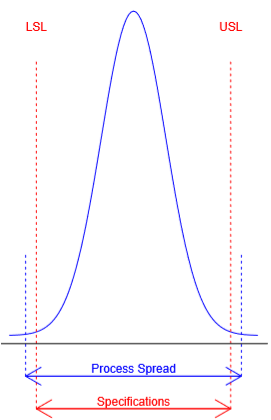 LSL USL
Process Spread
Specifications